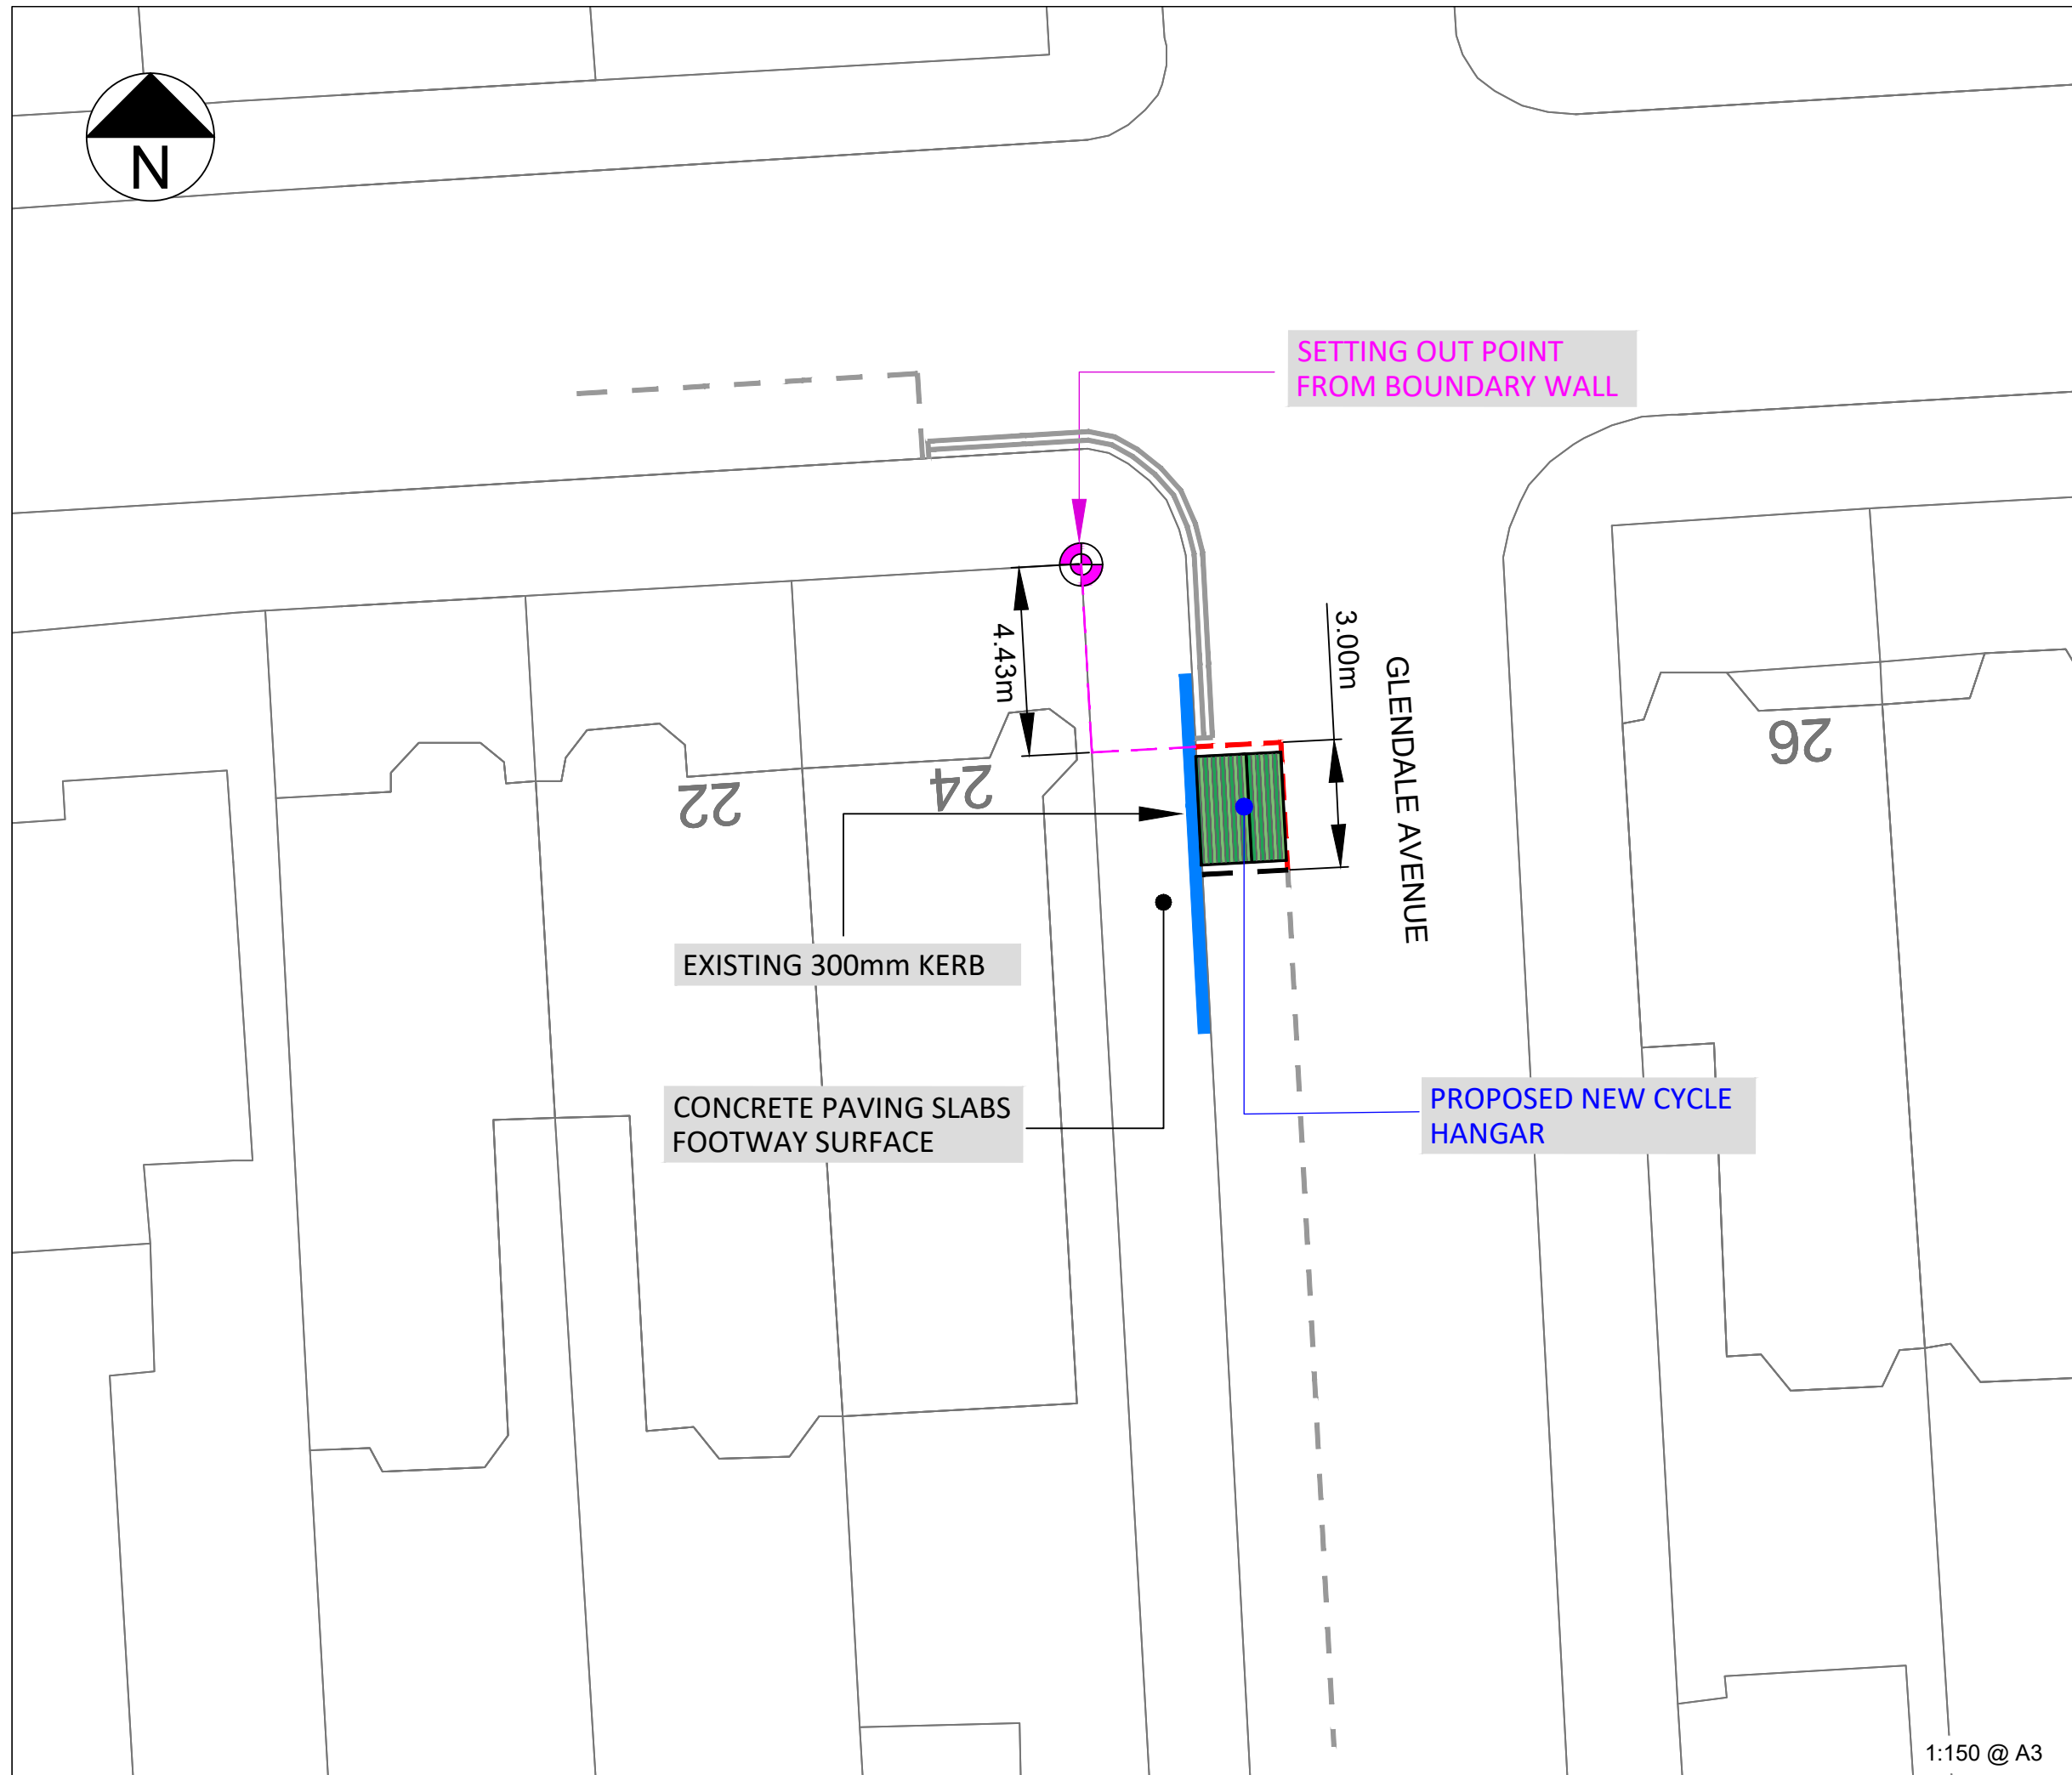 N
SETTING OUT POINT
FROM BOUNDARY WALL
4.43m
3.00m
GLENDALE AVENUE
22
24
26
EXISTING 300mm KERB
CONCRETE PAVING SLABS
FOOTWAY SURFACE
PROPOSED NEW CYCLE
HANGAR
1:150 @ A3